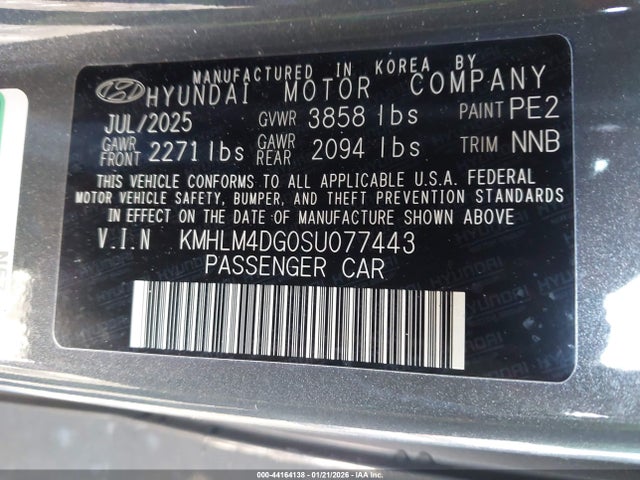 MANUFACTURED IN KOREA BY
HYUNDAI MOTOR COMPANY
JUL/2025 GVWR 3858 lbs PAINT PE2
GAWR FRONT 2271 lbs GAWR REAR 2094 lbs TRIM NNB
THIS VEHICLE CONFORMS TO ALL APPLICABLE U.S.A. FEDERAL
MOTOR VEHICLE SAFETY, BUMPER, AND THEFT PREVENTION STANDARDS
IN EFFECT ON THE DATE OF MANUFACTURE SHOWN ABOVE
V.I.N KMHLM4DG0SU077443
PASSENGER CAR
000-44164138 - 01/21/2026 - IAAI.COM